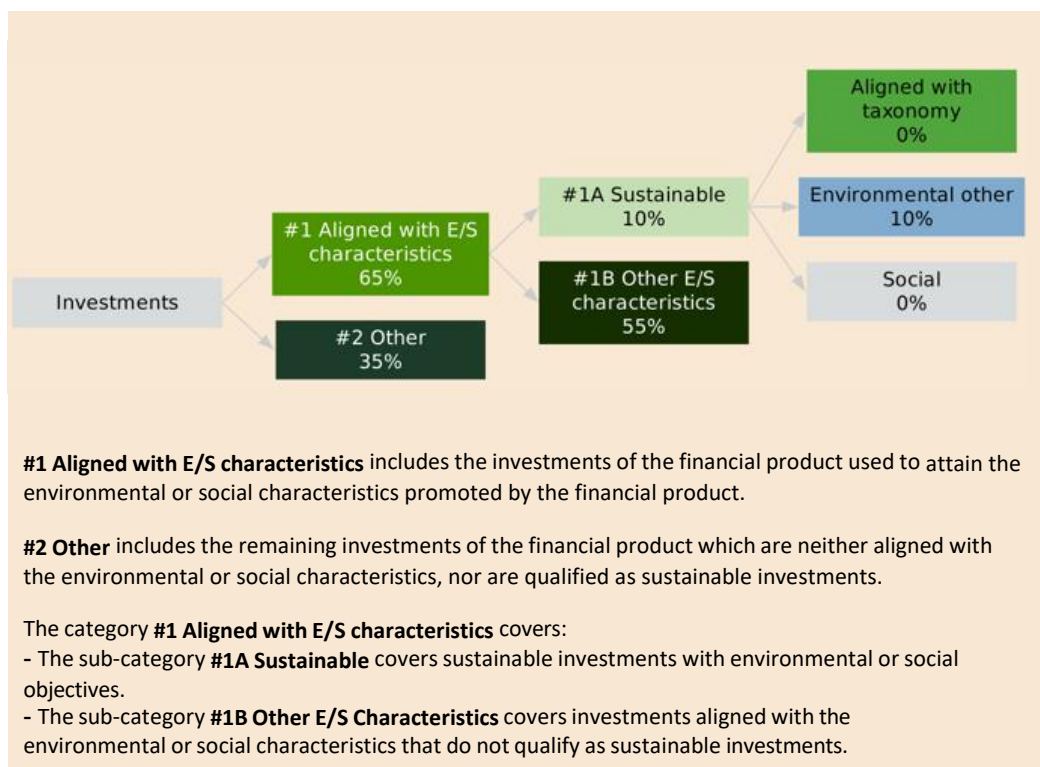 Investments
#1 Aligned with E/S
characteristics
65%
#2 Other
35%
#1A Sustainable
10%
#1B Other E/S
characteristics
55%
Aligned with
taxonomy
0%
Environmental other
10%
Social
0%
#1 Aligned with E/S characteristics includes the investments of the financial product used to attain the
environmental or social characteristics promoted by the financial product.
#2 Other includes the remaining investments of the financial product which are neither aligned with
the environmental or social characteristics, nor are qualified as sustainable investments.
The category #1 Aligned with E/S characteristics covers:
- The sub-category #1A Sustainable covers sustainable investments with environmental or social
objectives.
- The sub-category #1B Other E/S Characteristics covers investments aligned with the
environmental or social characteristics that do not qualify as sustainable investments.